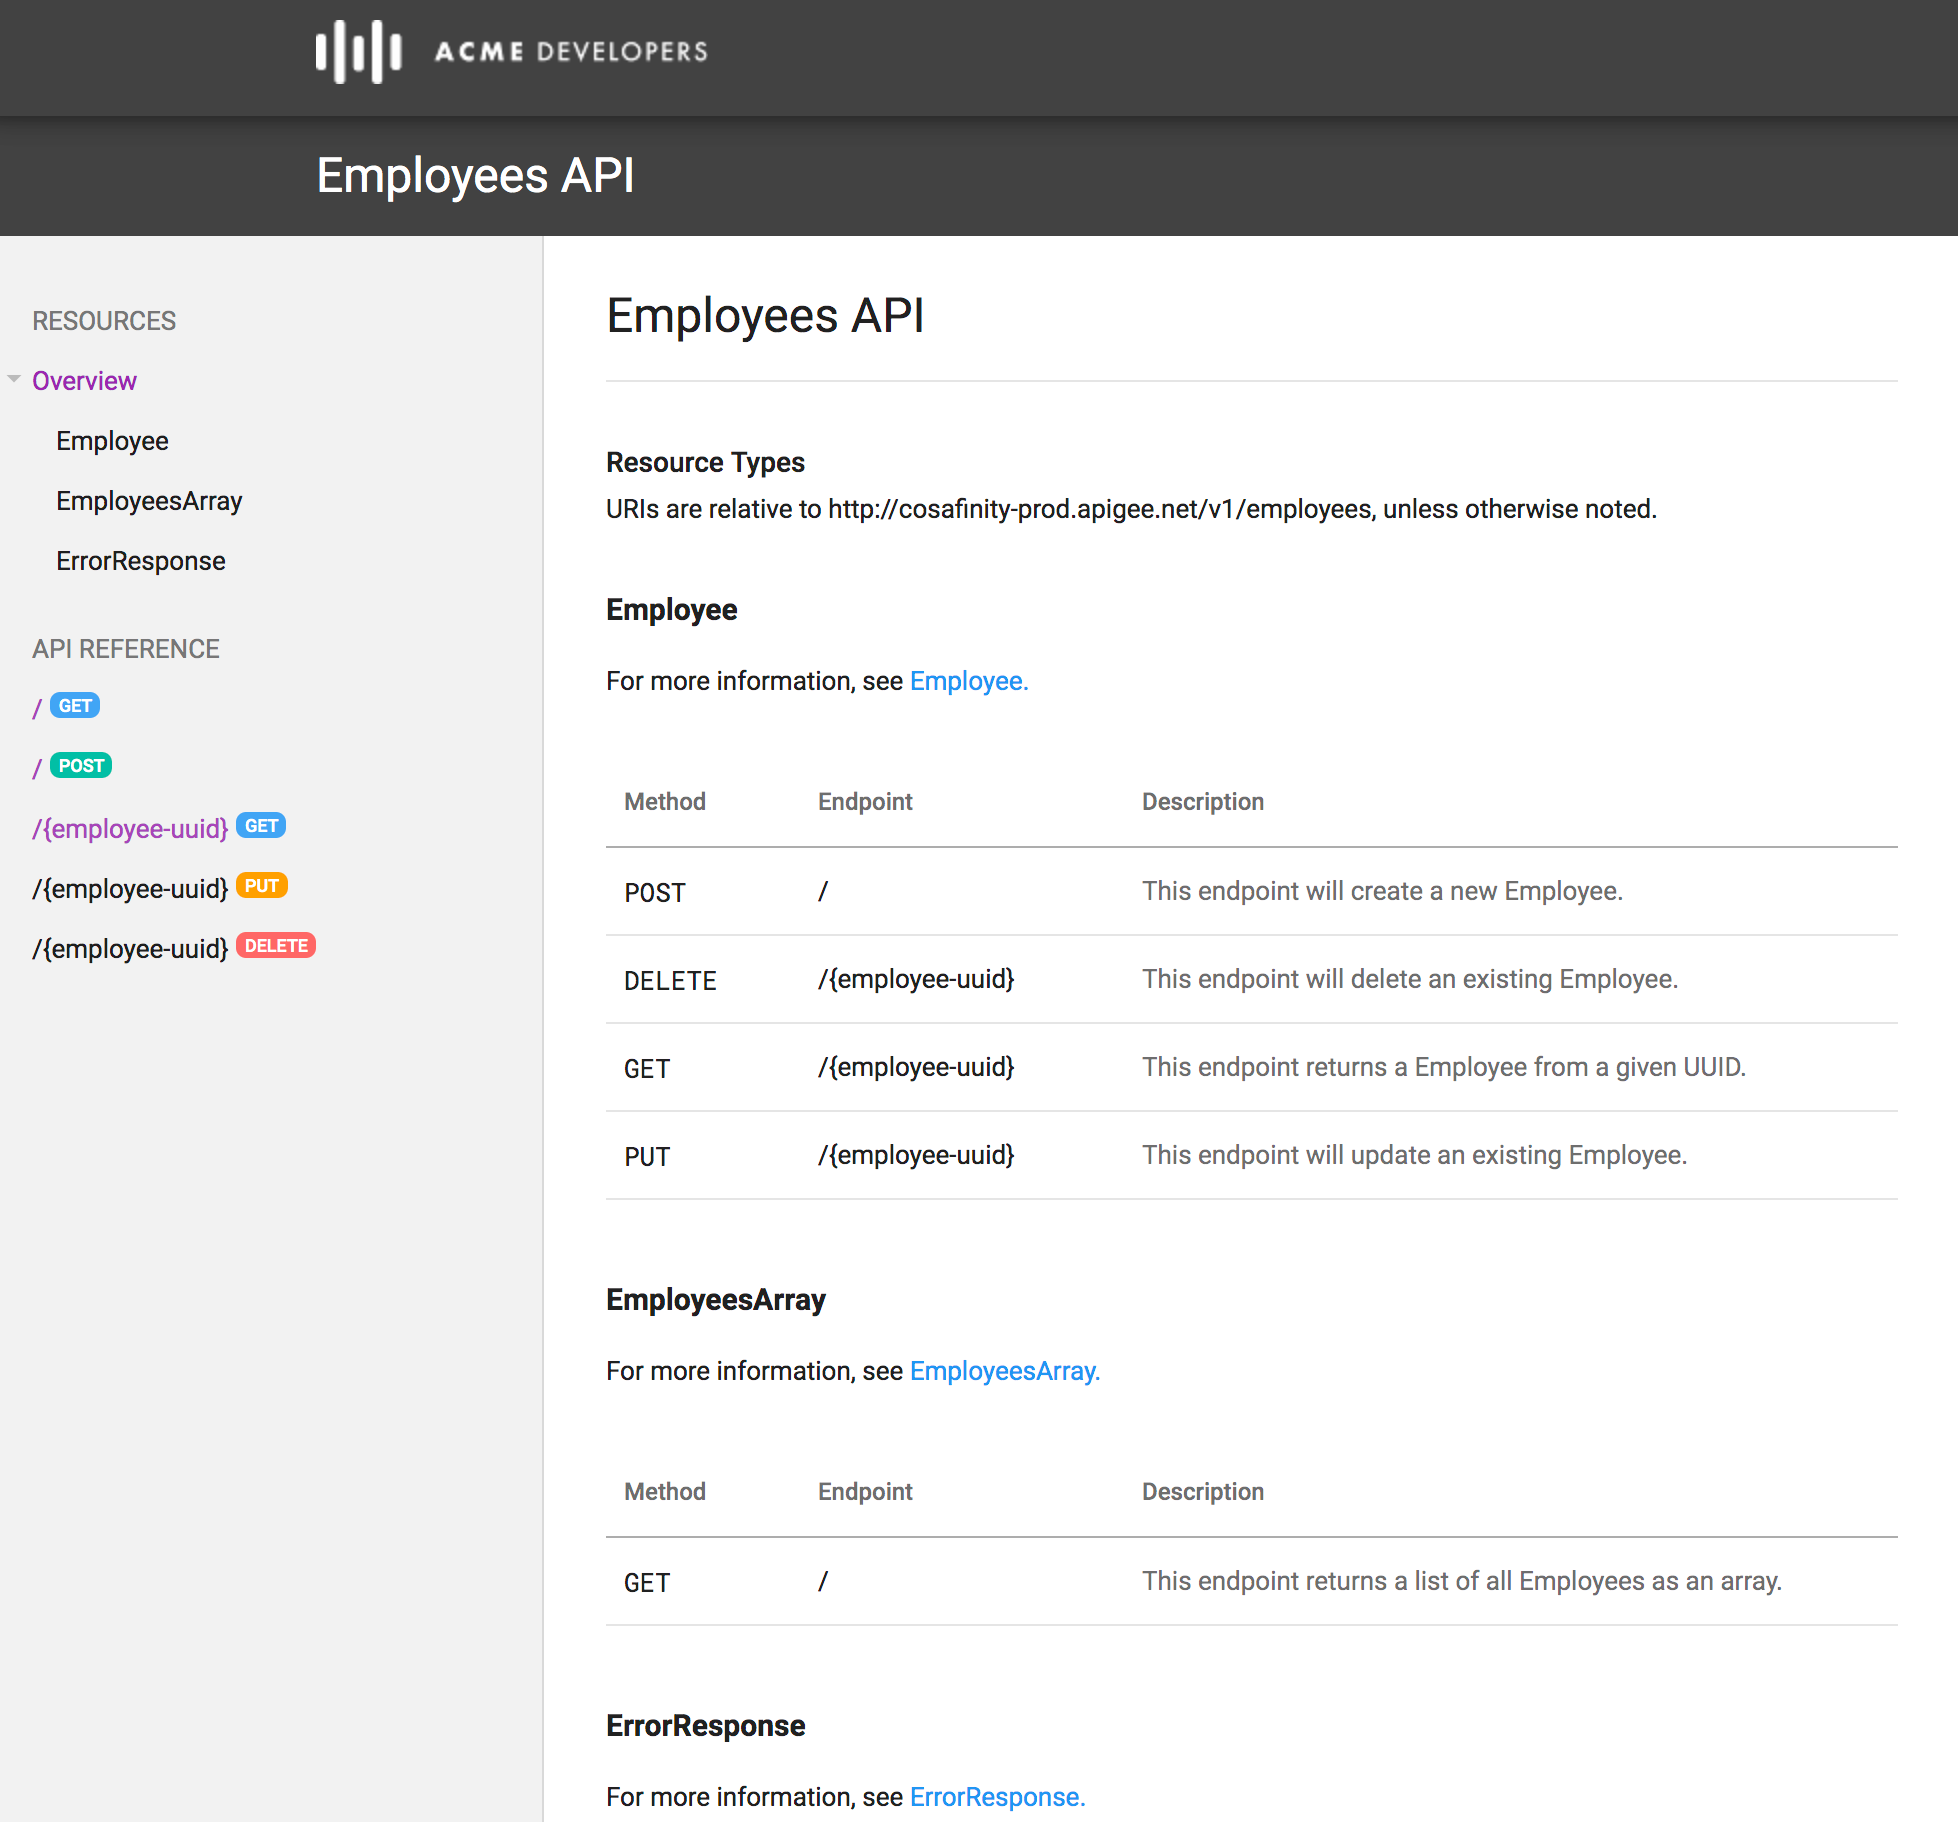 ACME DEVELOPERS
Employees API
RESOURCES
Overview
Employee
EmployeesArray
ErrorResponse
API REFERENCE
/ GET
/ POST
/{employee-uuid} GET
/{employee-uuid} PUT
/{employee-uuid} DELETE
Employees API
Resource Types
URIs are relative to http://cosafinity-prod.apigee.net/v1/employees, unless otherwise noted.
Employee
For more information, see Employee.
Method Endpoint Description
POST / This endpoint will create a new Employee.
DELETE /{employee-uuid} This endpoint will delete an existing Employee.
GET /{employee-uuid} This endpoint returns a Employee from a given UUID.
PUT /{employee-uuid} This endpoint will update an existing Employee.
EmployeesArray
For more information, see EmployeesArray.
Method Endpoint Description
GET / This endpoint returns a list of all Employees as an array.
ErrorResponse
For more information, see ErrorResponse.